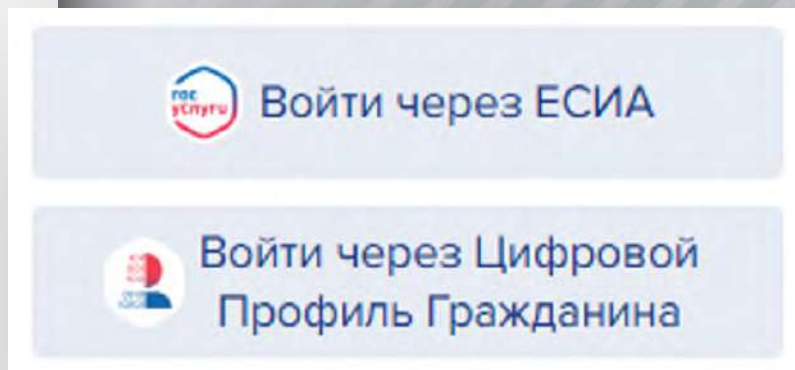 гос
услуги
Войти через ЕСИА
Войти через Цифровой
Профиль Гражданина